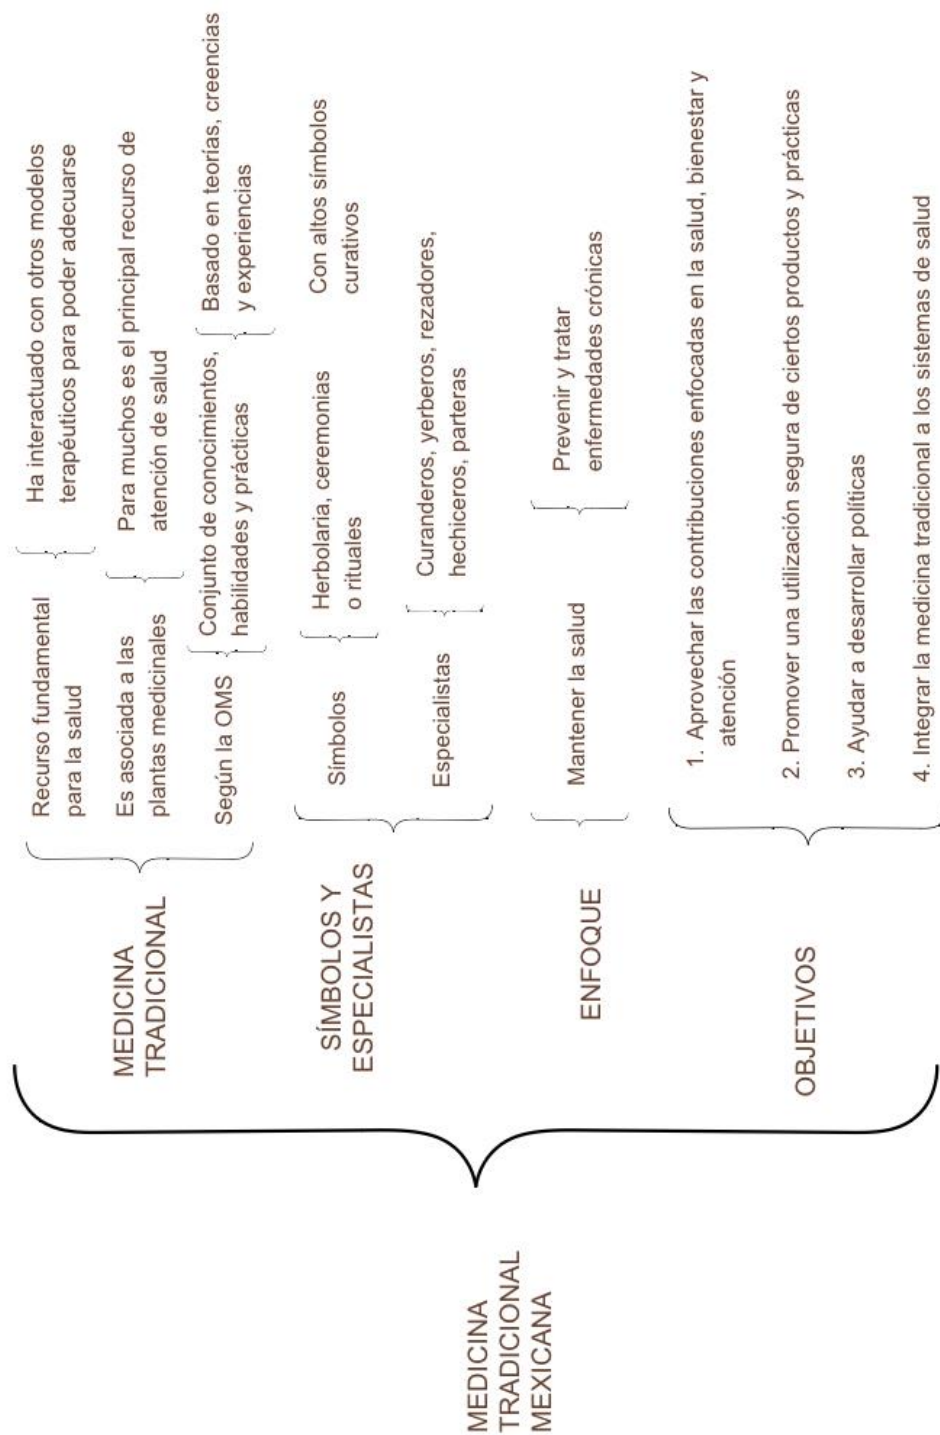 MEDICINA
TRADICIONAL
MEXICANA
MEDICINA
TRADICIONAL
Recurso fundamental
para la salud
Ha interactuado con otros modelos
terapéuticos para poder adecuarse
Es asociada a las
plantas medicinales
Para muchos es el principal recurso de
atención de salud
Según la OMS
Conjunto de conocimientos,
habilidades y prácticas
Basado en teorías, creencias
y experiencias
SÍMBOLOS Y
ESPECIALISTAS
Símbolos
Herbolaria, ceremonias
o rituales
Con altos símbolos
curativos
Especialistas
Curanderos, yerberos, rezadores,
hechiceros, parteras
ENFOQUE
Mantener la salud
Prevenir y tratar
enfermedades crónicas
OBJETIVOS
1. Aprovechar las contribuciones enfocadas en la salud, bienestar y
atención
2. Promover una utilización segura de ciertos productos y prácticas
3. Ayudar a desarrollar políticas
4. Integrar la medicina tradicional a los sistemas de salud